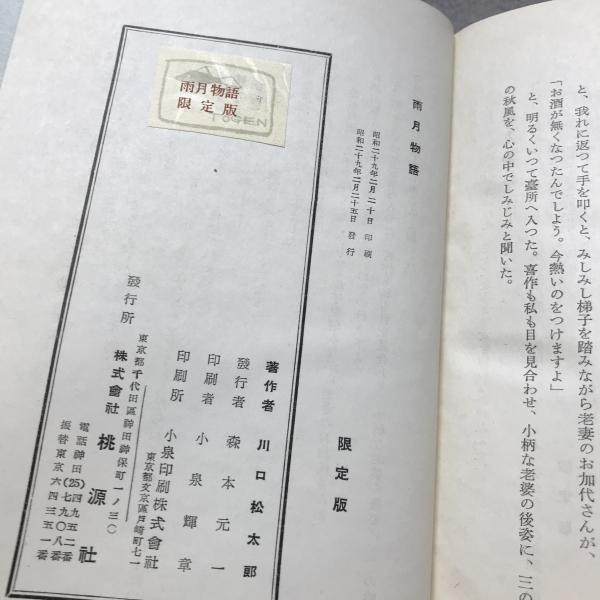 と、我れに返つて手を叩くと、みしみし梯子を踏みながら老妻のお加代さんが、
「お酒が無くなつたんでしよう。今熱いのをつけますよ」
と、明るくいつて臺所へ入つた。喜作も私も目を見合わせ、小柄な老婆の後姿に、三の
の秋風を、心の中でしみじみと聞いた。
雨月物語
昭和二十九年二月二十日 印刷
昭和二十九年二月二十五日 發行
限定版
雨月物語
限定版
TOGEN
著作者 川口松太郎
發行者 森本元一
印刷者 小泉輝章
印刷所 小泉印刷株式會社
東京都文京區戸崎町七一
東京都千代田區神田神保町一ノ三〇
發行所 株式會社 桃源社
電話神田(25)四九五二番
振替東京六四三五一番